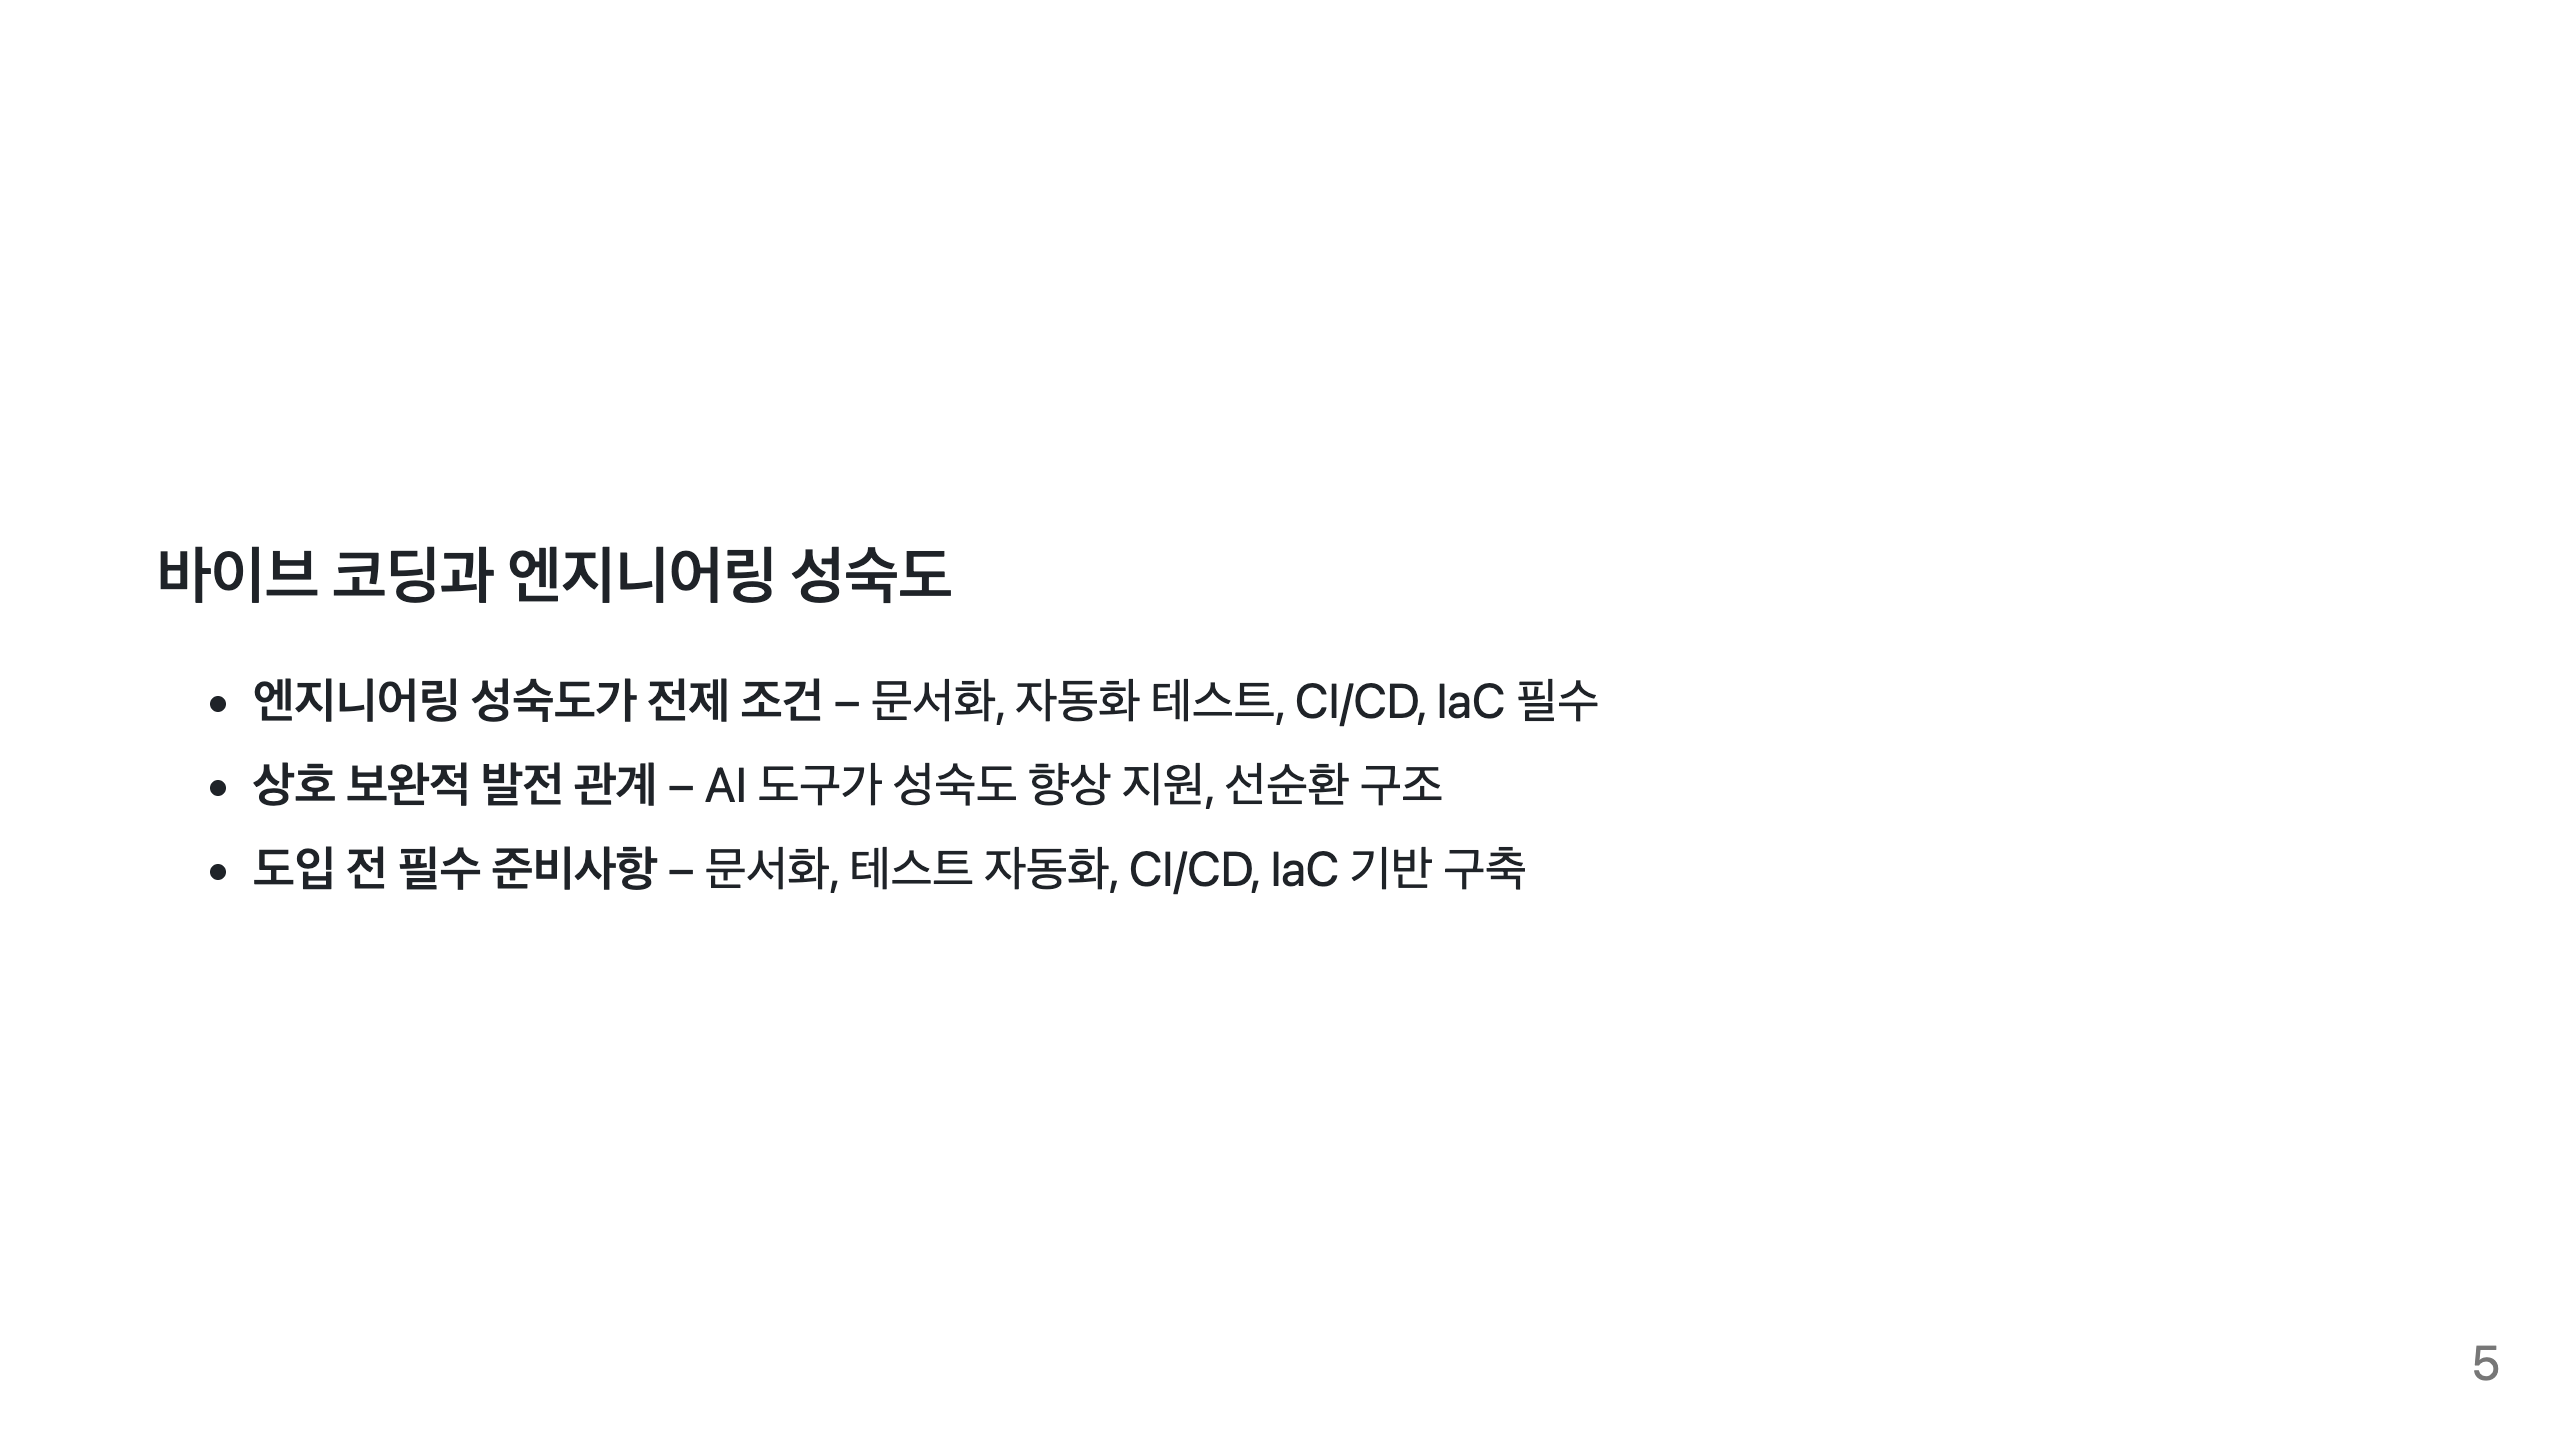 바이브 코딩과 엔지니어링 성숙도
• 엔지니어링 성숙도가 전제 조건 – 문서화, 자동화 테스트, CI/CD, IaC 필수
• 상호 보완적 발전 관계 – AI 도구가 성숙도 향상 지원, 선순환 구조
• 도입 전 필수 준비사항 – 문서화, 테스트 자동화, CI/CD, IaC 기반 구축
5